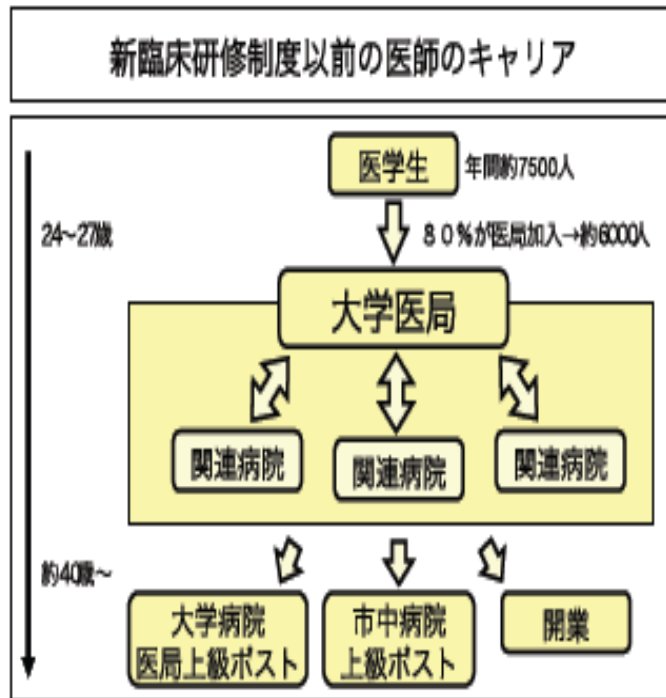 新臨床研修制度以前の医師のキャリア
医学生
年間約7500人
24〜27歳
８０％が医局加入→約6000人
大学医局
関連病院
関連病院
関連病院
約40歳〜
大学病院
医局上級ポスト
市中病院
上級ポスト
開業